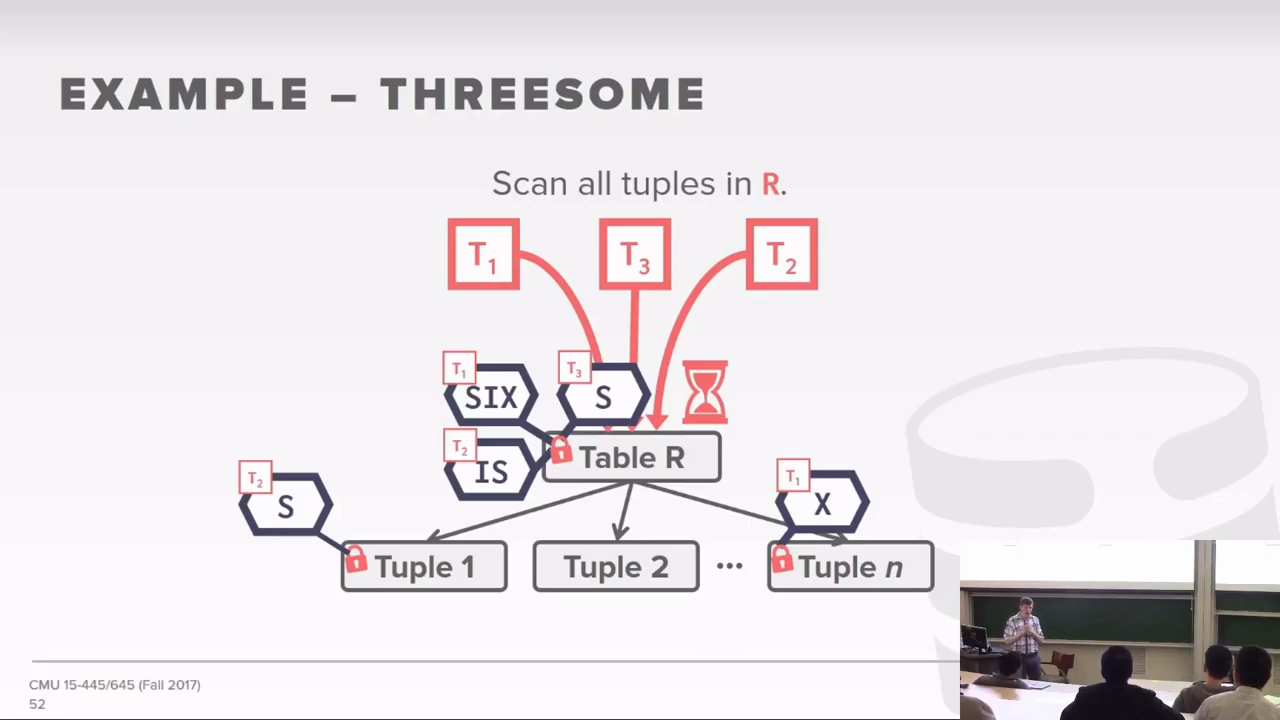 EXAMPLE – THREESOME
Scan all tuples in R.
T1 T3 T2
T1 SIX T3 S
T2 IS Table R
T2 S T1 X
Tuple 1 Tuple 2 ... Tuple n
CMU 15-445/645 (Fall 2017)
52